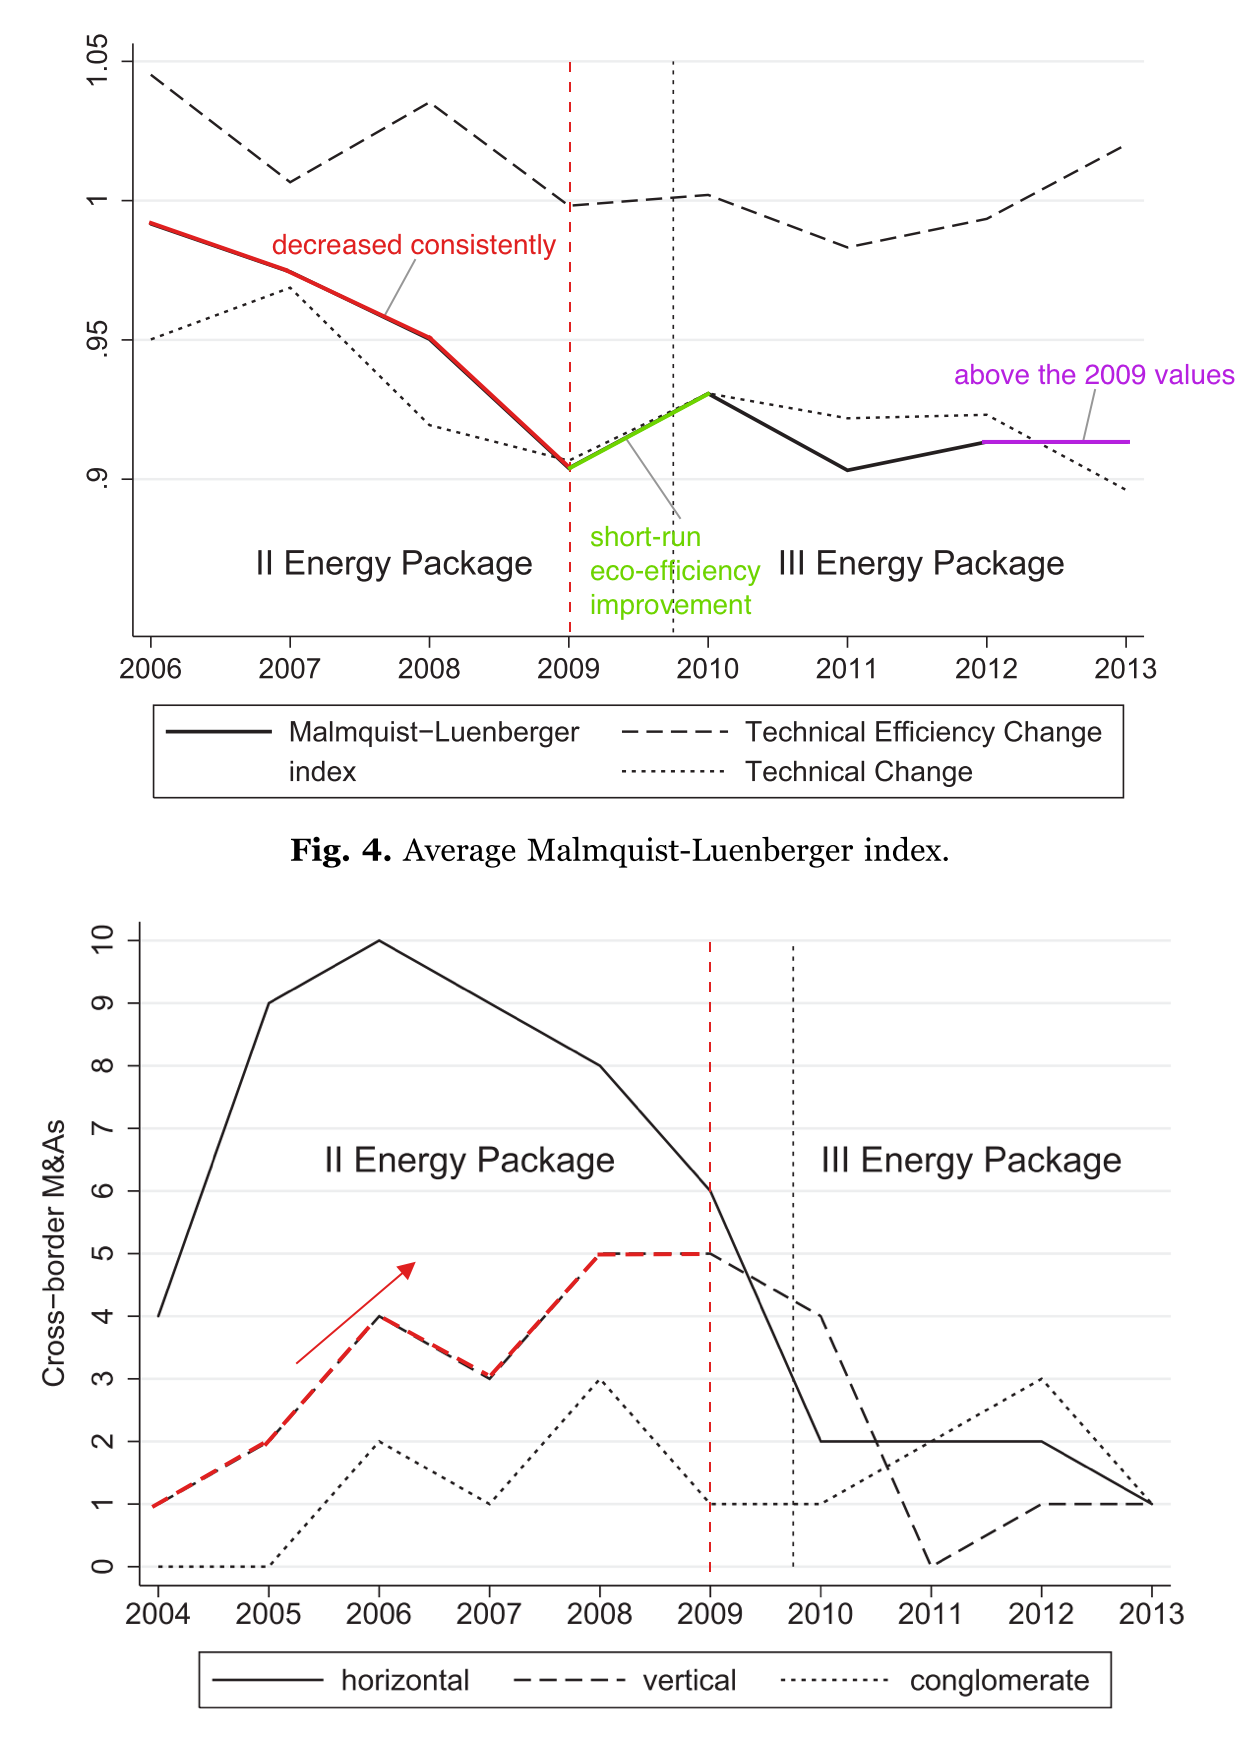 1.05
1
.95
.9
decreased consistently
above the 2009 values
short-run
eco-efficiency
improvement
II Energy Package
III Energy Package
2006 2007 2008 2009 2010 2011 2012 2013
Malmquist−Luenberger
index
Technical Efficiency Change
Technical Change
Fig. 4. Average Malmquist-Luenberger index.
Cross−border M&As
10
9
8
7
6
5
4
3
2
1
0
II Energy Package
III Energy Package
2004 2005 2006 2007 2008 2009 2010 2011 2012 2013
horizontal vertical conglomerate